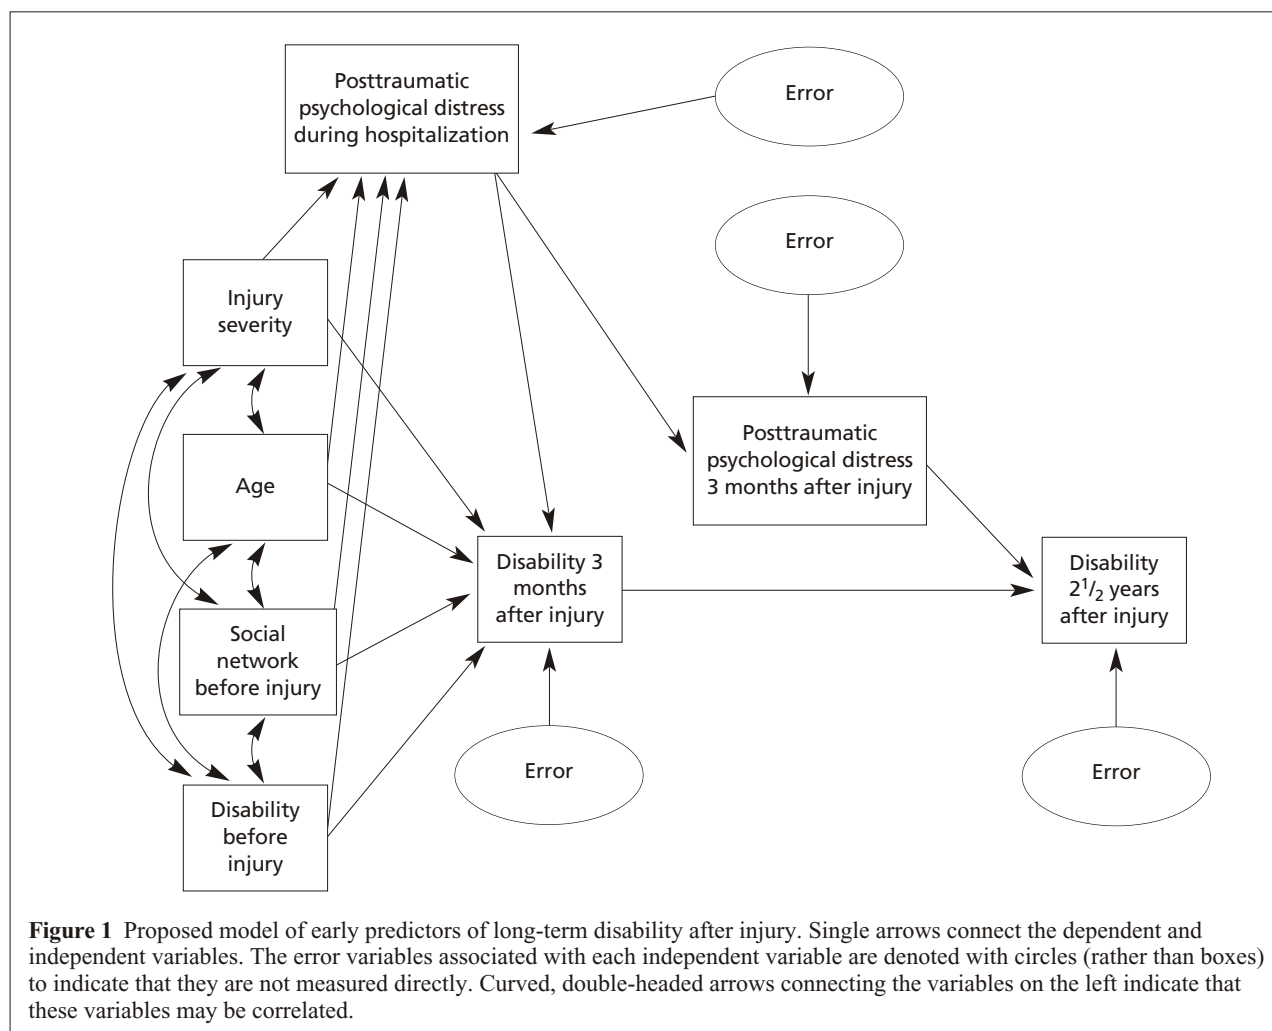 Posttraumatic
psychological distress
during hospitalization
Error
Error
Injury
severity
Posttraumatic
psychological distress
3 months after injury
Age
Disability 3
months
after injury
Disability
2 1/2 years
after injury
Social
network
before injury
Error
Error
Disability
before
injury
Figure 1 Proposed model of early predictors of long-term disability after injury. Single arrows connect the dependent and
independent variables. The error variables associated with each independent variable are denoted with circles (rather than boxes)
to indicate that they are not measured directly. Curved, double-headed arrows connecting the variables on the left indicate that
these variables may be correlated.